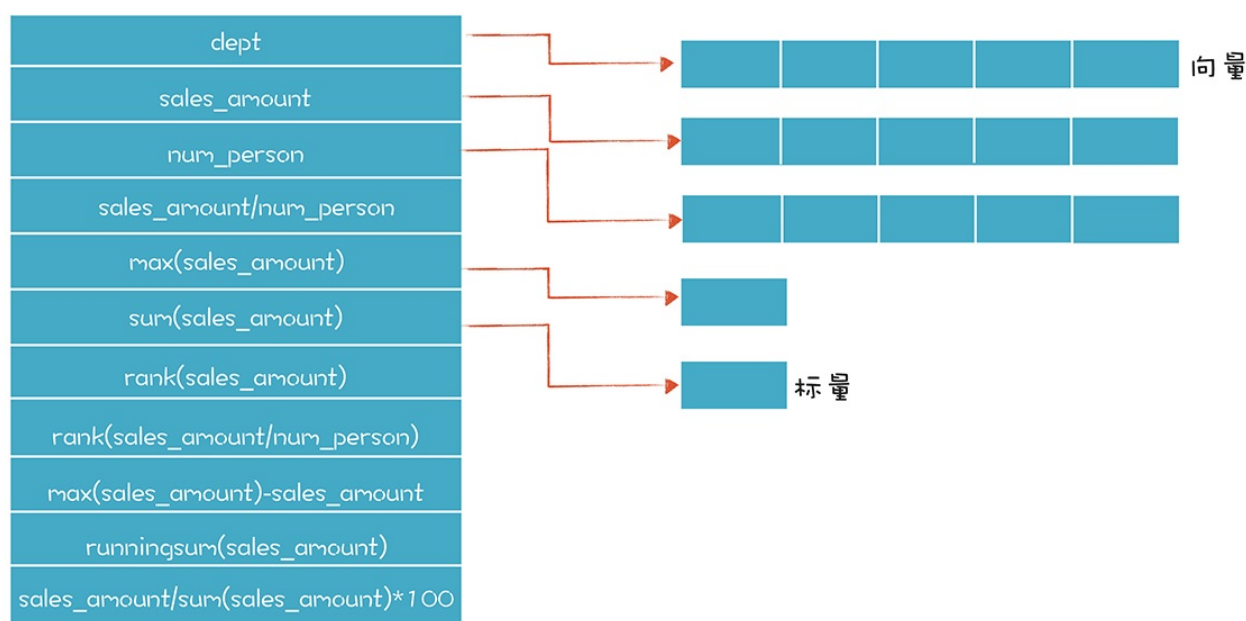 dept
向量
sales_amount
num_person
sales_amount/num_person
max(sales_amount)
sum(sales_amount)
rank(sales_amount)
标量
rank(sales_amount/num_person)
max(sales_amount)-sales_amount
runningsum(sales_amount)
sales_amount/sum(sales_amount)*100